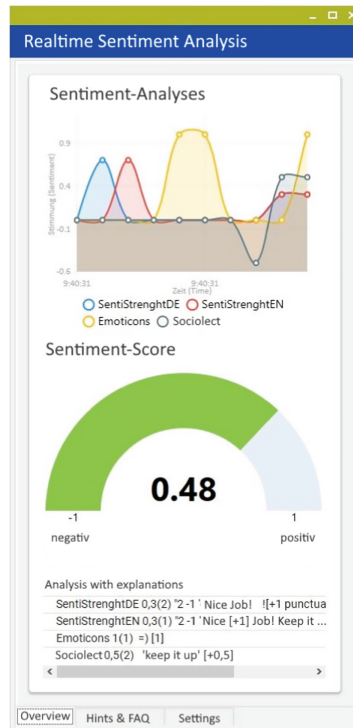 Realtime Sentiment Analysis
Sentiment-Analyses
Stimmung (Sentiment)
0.9
0.4
-0.1
-0.6
9:40:31 9:40:31
Zeit (Time)
SentiStrenghtDE SentiStrenghtEN
Emoticons Sociolect
Sentiment-Score
0.48
-1 1
negativ positiv
Analysis with explanations
SentiStrenghtDE 0,3(2) "2 -1 ' Nice Job! ![+1 punctua
SentiStrenghtEN 0,3(1) "2 -1 ' Nice [+1] Job! Keep it ...
Emoticons 1(1) =) [1]
Sociolect 0,5(2) 'keep it up' [+0,5]
Overview Hints & FAQ Settings